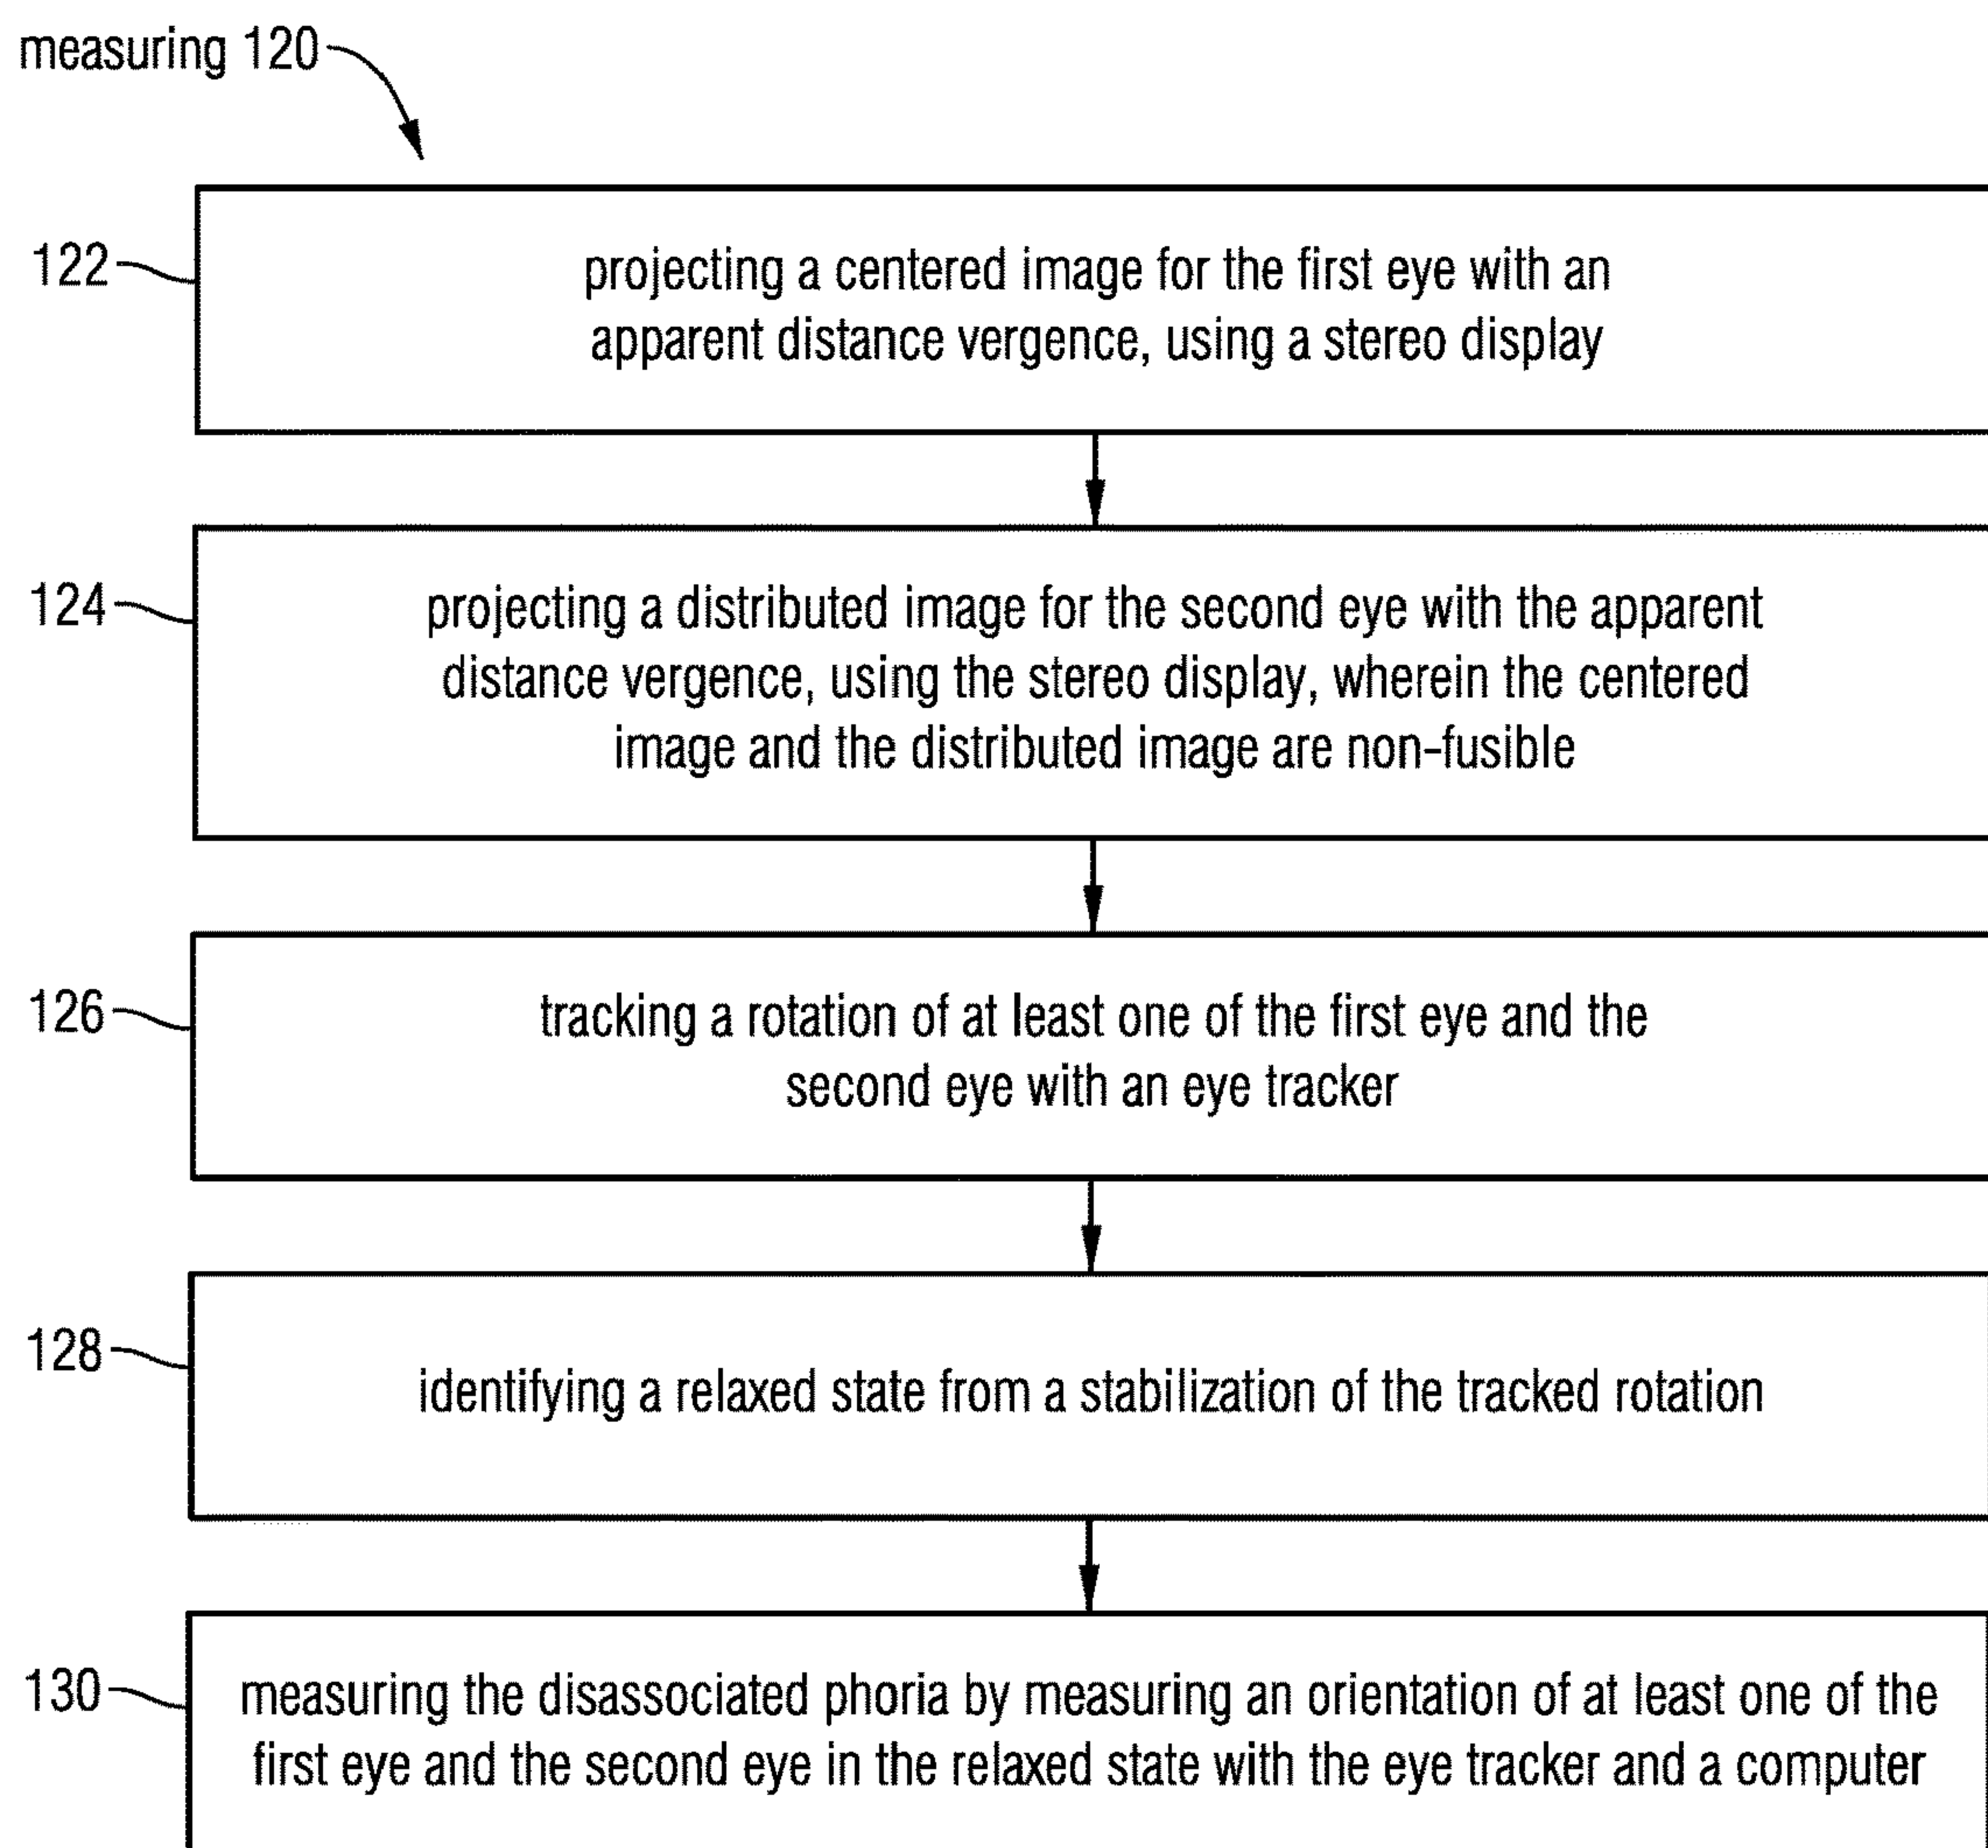 measuring 120
122
projecting a centered image for the first eye with an
apparent distance vergence, using a stereo display
124
projecting a distributed image for the second eye with the apparent
distance vergence, using the stereo display, wherein the centered
image and the distributed image are non-fusible
126
tracking a rotation of at least one of the first eye and the
second eye with an eye tracker
128
identifying a relaxed state from a stabilization of the tracked rotation
130
measuring the disassociated phoria by measuring an orientation of at least one of the
first eye and the second eye in the relaxed state with the eye tracker and a computer